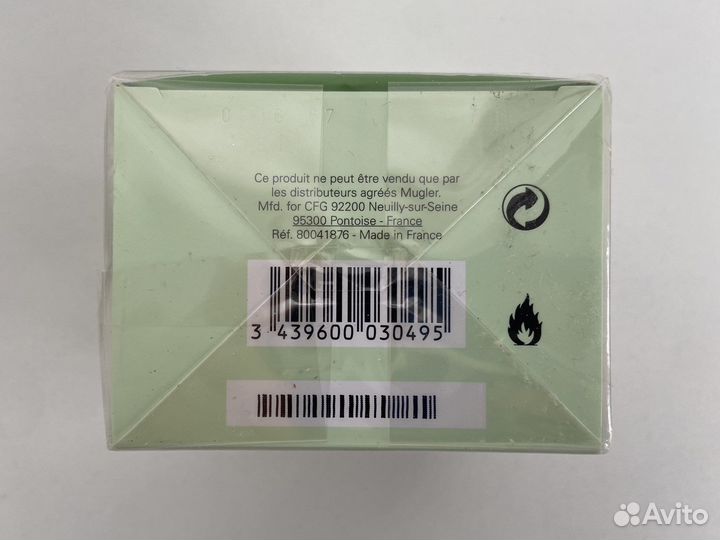 Ce produit ne peut être vendu que par
les distributeurs agréés Mugler.
Mfd. for CFG 92200 Neuilly-sur-Seine
95300 Pontoise - France
Réf. 80041876 - Made in France
3 439600 030495
Avito